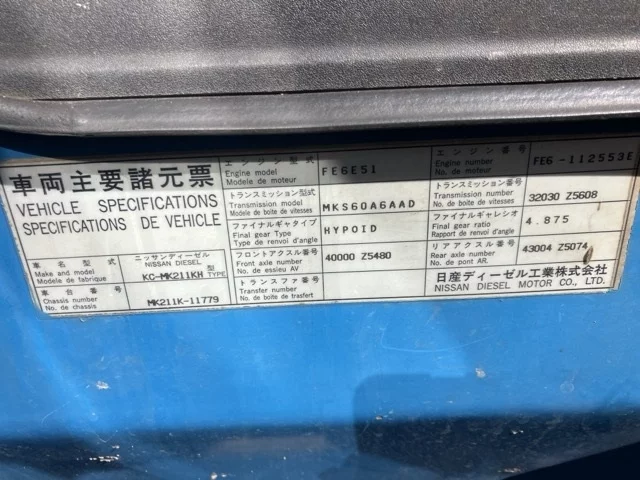 車両主要諸元票
VEHICLE SPECIFICATIONS
SPECIFICATIONS DE VEHICLE
車名型式
Make and model
Modele de fabrique
ニッサンディーゼル
NISSAN DIESEL
KC-MK211KH 型 TYPE
車台番号
Chassis number
No. de chassis
MK211K-11779
エンジン型式
Engine model
Modele de moteur
FE6E51
トランスミッション型式
Transmission model
Modele de boite de vitesses
MKS60A6AAD
ファイナルギヤタイプ
Final gear Type
Type de renvoi d'angle
HYPOID
フロントアクスル番号
Front axle number
No. de essieu AV
40000 Z5480
トランスファ番号
Transfer number
No. de boite de trasfert
エンジン番号
Engine number
No. de moteur
FE6 -112553E
トランスミッション番号
Transmission number
No. de boite de vitesses
32030 Z5608
ファイナルギャレシオ
Final gear ratio
Rapport de renvoi d'angle
4.875
リアアクスル番号
Rear axle number
No. de pont AR.
43004 Z5074
日産ディーゼル工業株式会社
NISSAN DIESEL MOTOR CO., LTD.